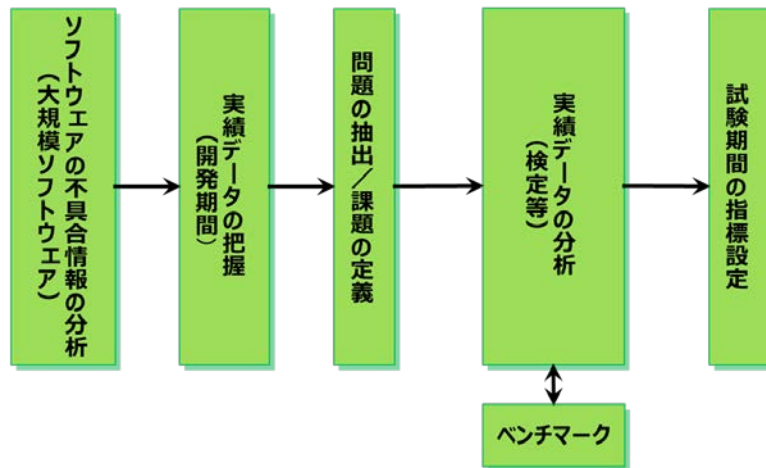 ソフトウエアの不具合情報の分析
（大規模ソフトウエア）
実績データの把握
（開発期間）
問題の抽出／課題の定義
実績データの分析
（検定等）
試験期間の指標設定
ベンチマーク